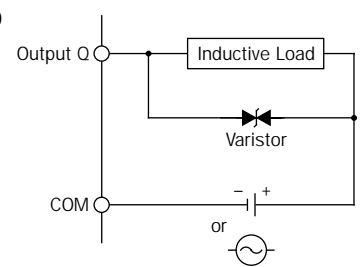 )
Output Q
Inductive Load
Varistor
COM
− +
or